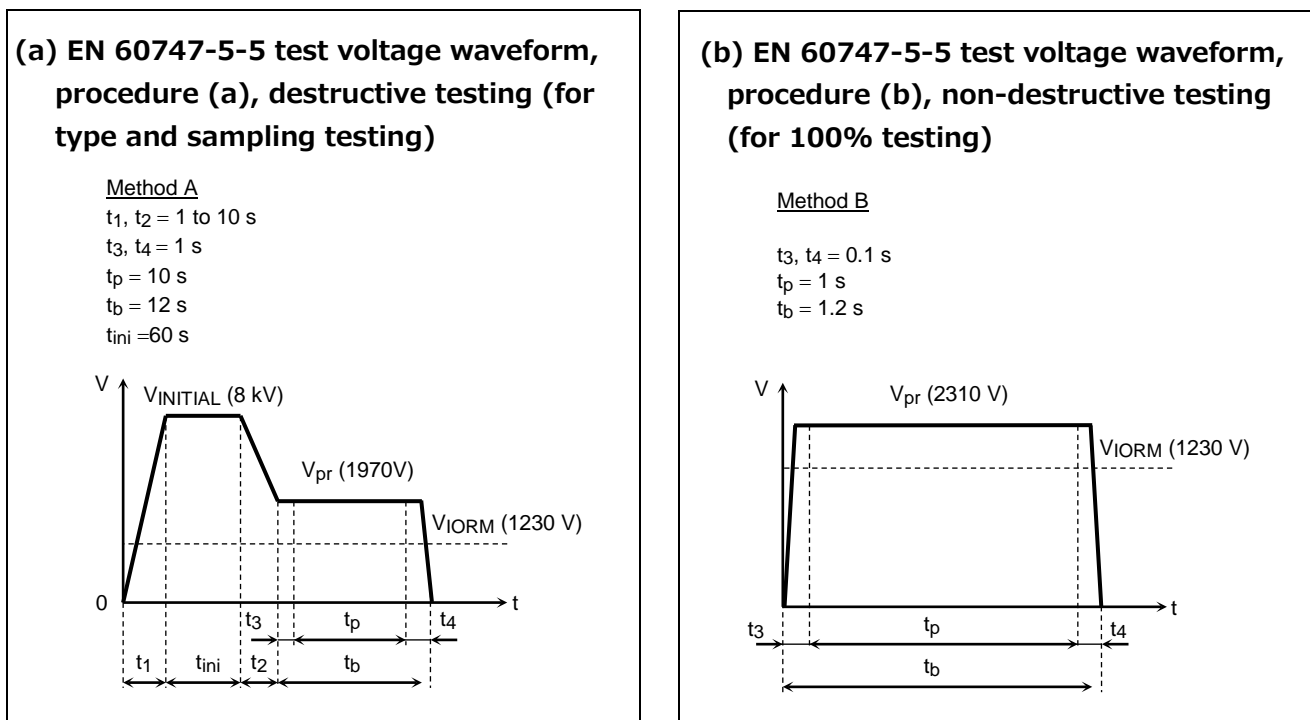 (a) EN 60747-5-5 test voltage waveform,
procedure (a), destructive testing (for
type and sampling testing)
Method A
t1, t2 = 1 to 10 s
t3, t4 = 1 s
tp = 10 s
tb = 12 s
tini =60 s
V
VINITIAL (8 kV)
Vpr (1970V)
VIORM (1230 V)
0
t
t3
tp
t4
t1
tini
t2
tb
(b) EN 60747-5-5 test voltage waveform,
procedure (b), non-destructive testing
(for 100% testing)
Method B
t3, t4 = 0.1 s
tp = 1 s
tb = 1.2 s
V
Vpr (2310 V)
VIORM (1230 V)
t
t3
tp
t4
tb